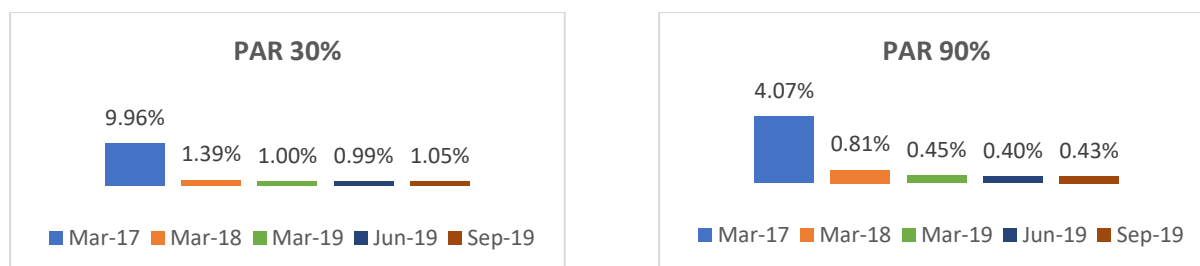 PAR 30%
9.96%
1.39%
1.00%
0.99%
1.05%
Mar-17 Mar-18 Mar-19 Jun-19 Sep-19
PAR 90%
4.07%
0.81%
0.45%
0.40%
0.43%
Mar-17 Mar-18 Mar-19 Jun-19 Sep-19